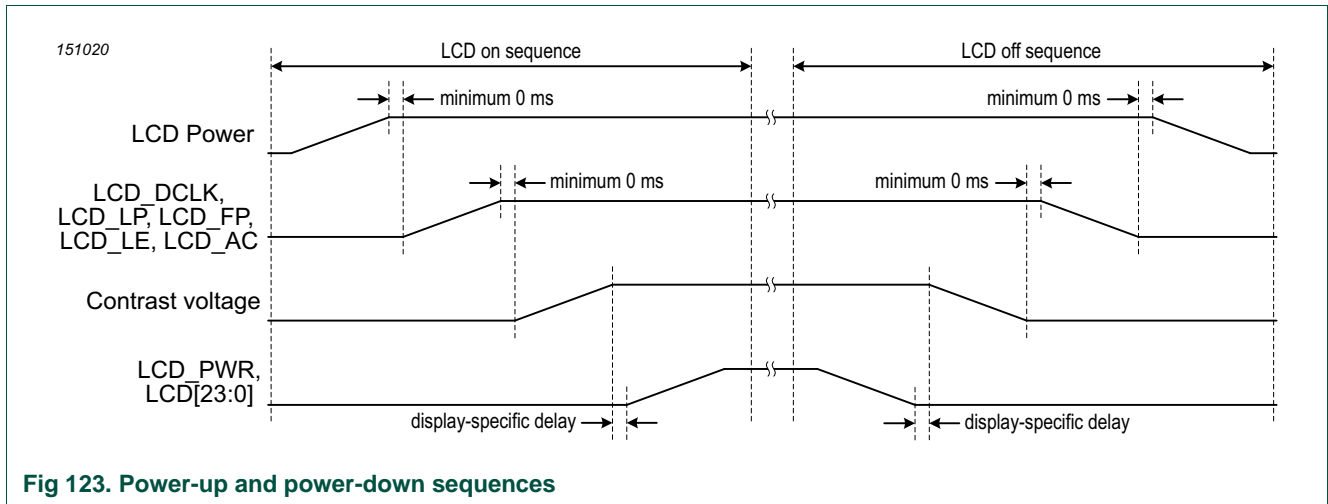 151020
LCD on sequence
LCD off sequence
minimum 0 ms
minimum 0 ms
LCD Power
LCD_DCLK,
LCD_LP, LCD_FP,
LCD_LE, LCD_AC
minimum 0 ms
minimum 0 ms
Contrast voltage
LCD_PWR,
LCD[23:0]
display-specific delay
display-specific delay
Fig 123. Power-up and power-down sequences